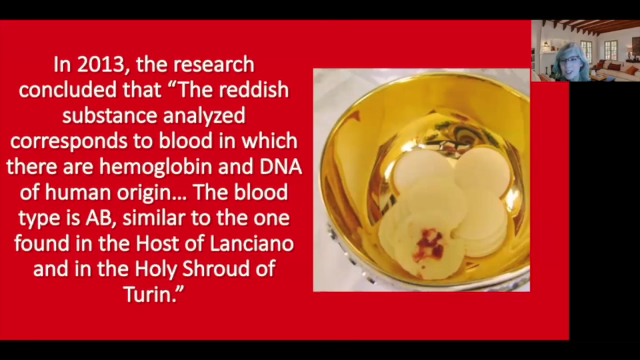 In 2013, the research
concluded that “The reddish
substance analyzed
corresponds to blood in which
there are hemoglobin and DNA
of human origin... The blood
type is AB, similar to the one
found in the Host of Lanciano
and in the Holy Shroud of
Turin.”